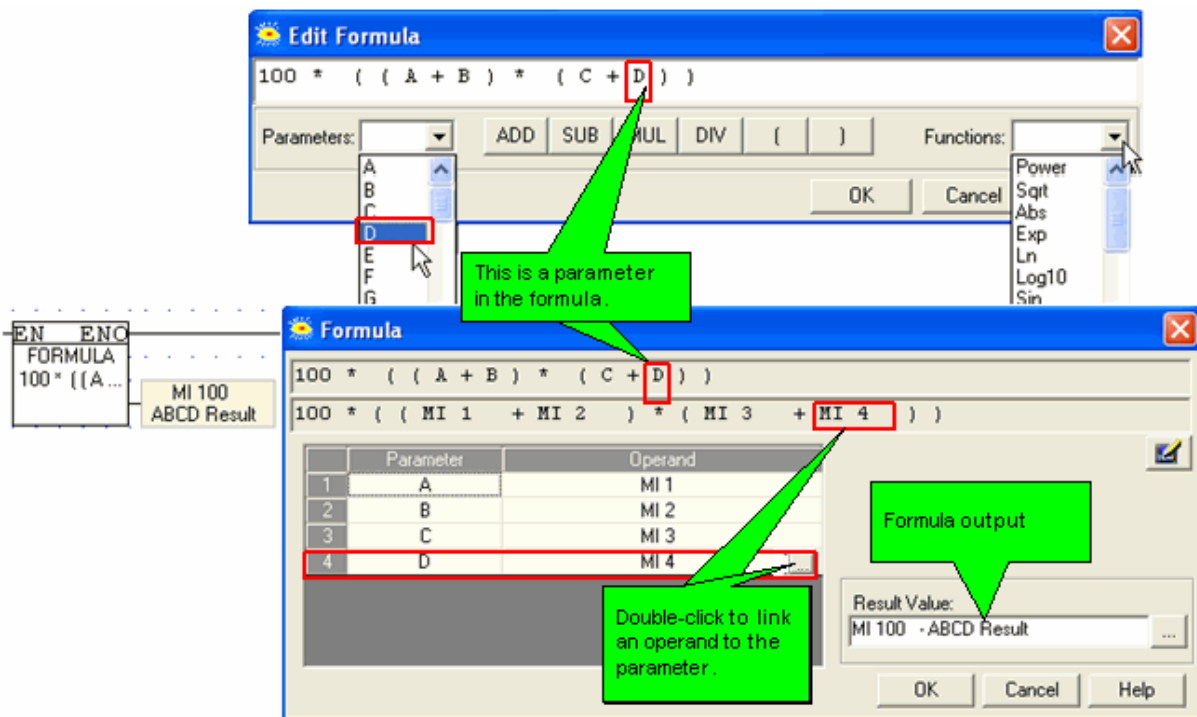 Edit Formula
100 * ( ( A + B ) * ( C + D ) )
Parameters:
ADD SUB MUL DIV ( )
Functions:
A
B
C
D
E
F
G
Power
Sqrt
Abs
Exp
Ln
Log10
Sin
OK Cancel
This is a parameter
in the formula.
EN ENO
FORMULA
100 * ((A ...
MI 100
ABCD Result
Formula
100 * ( ( A + B ) * ( C + D ) )
100 * ( ( MI 1 + MI 2 ) * ( MI 3 + MI 4 ) )
Parameter Operand
1 A MI 1
2 B MI 2
3 C MI 3
4 D MI 4 ...
Formula output
Double-click to link
an operand to the
parameter.
Result Value:
MI 100 - ABCD Result ...
OK Cancel Help